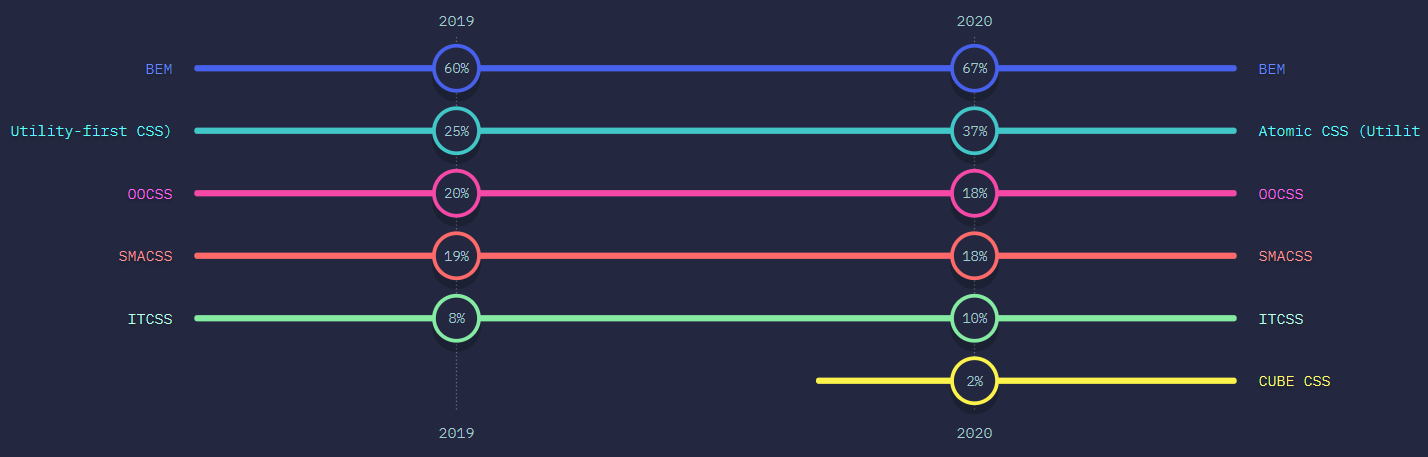 2019 2020
BEM 60% 67% BEM
Utility-first CSS) 25% 37% Atomic CSS (Utilit
OOCSS 20% 18% OOCSS
SMACSS 19% 18% SMACSS
ITCSS 8% 10% ITCSS
2% CUBE CSS
2019 2020